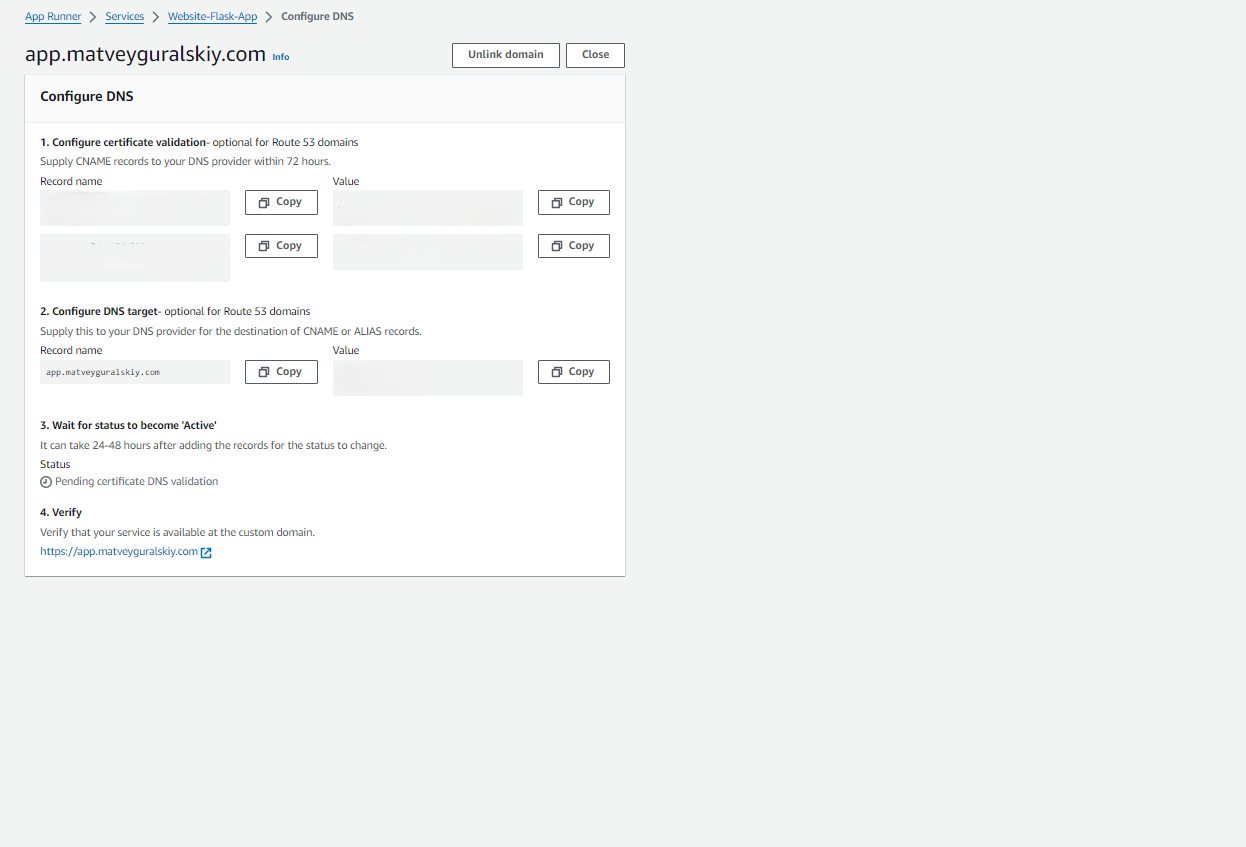 App Runner > Services > Website-Flask-App > Configure DNS
app.matveyguralskiy.com Info
Unlink domain Close
Configure DNS
1. Configure certificate validation- optional for Route 53 domains
Supply CNAME records to your DNS provider within 72 hours.
Record name Value
Copy Copy
Copy Copy
2. Configure DNS target- optional for Route 53 domains
Supply this to your DNS provider for the destination of CNAME or ALIAS records.
Record name Value
app.matveyguralskiy.com Copy Copy
3. Wait for status to become 'Active'
It can take 24-48 hours after adding the records for the status to change.
Status
Pending certificate DNS validation
4. Verify
Verify that your service is available at the custom domain.
https://app.matveyguralskiy.com